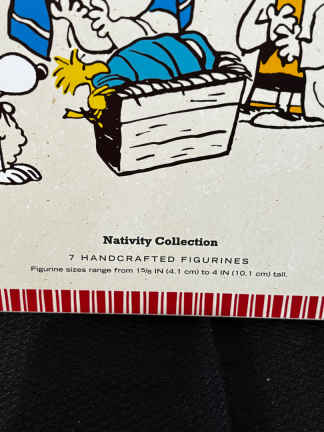 Nativity Collection
7 HANDCRAFTED FIGURINES
Figurine sizes range from 1⅝ IN (4.1 cm) to 4 IN (10.1 cm) tall.